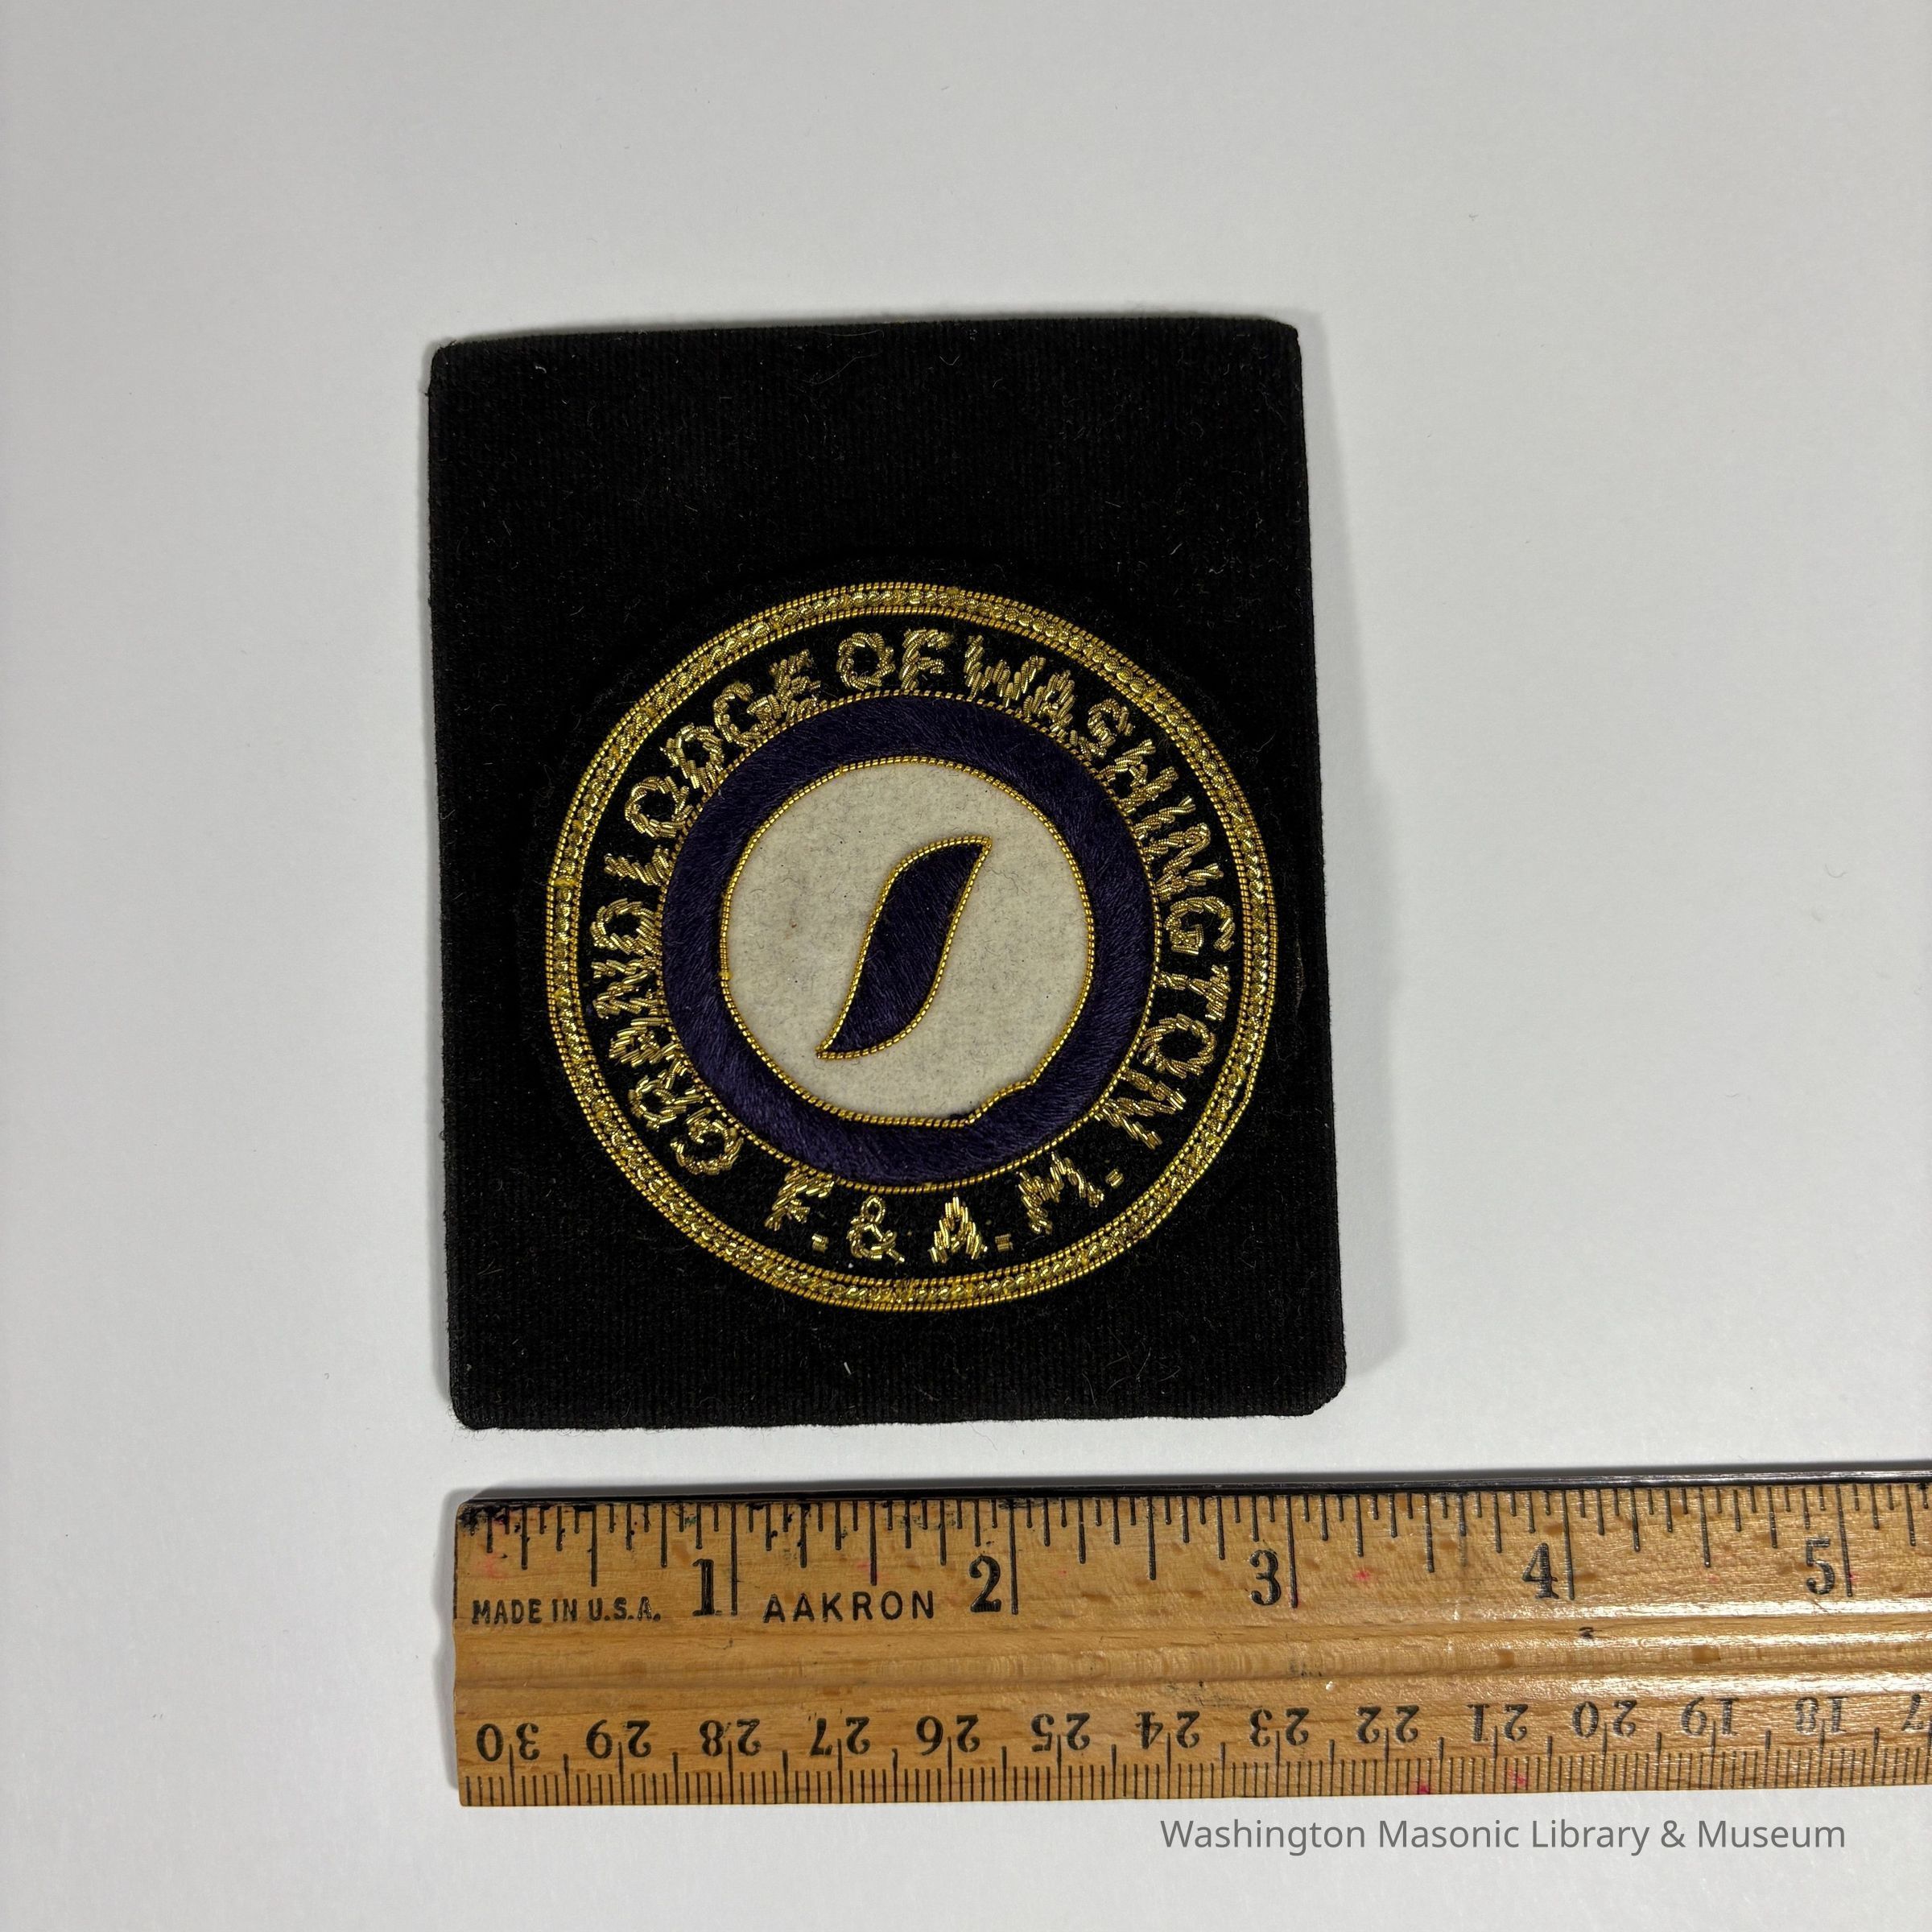 GRAND LODGE OF WASHINGTON
F. & A. M.
1 2 3 4 5
MADE IN U.S.A. AAKRON
30 29 28 27 26 25 24 23 22 21 20 19 18
Washington Masonic Library & Museum